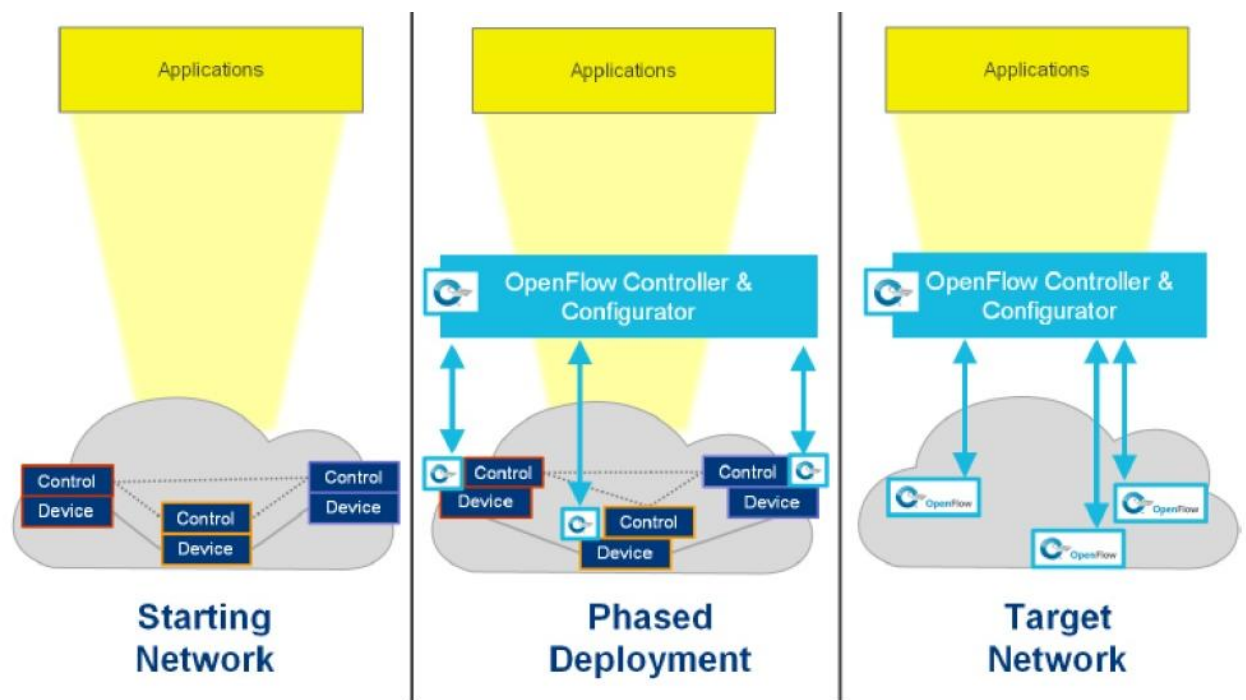 Applications
Control
Device
Control
Device
Control
Device
Starting
Network
Applications
OpenFlow Controller &
Configurator
Control
Device
Control
Device
Control
Device
Phased
Deployment
Applications
OpenFlow Controller &
Configurator
OpenFlow
OpenFlow
OpenFlow
Target
Network